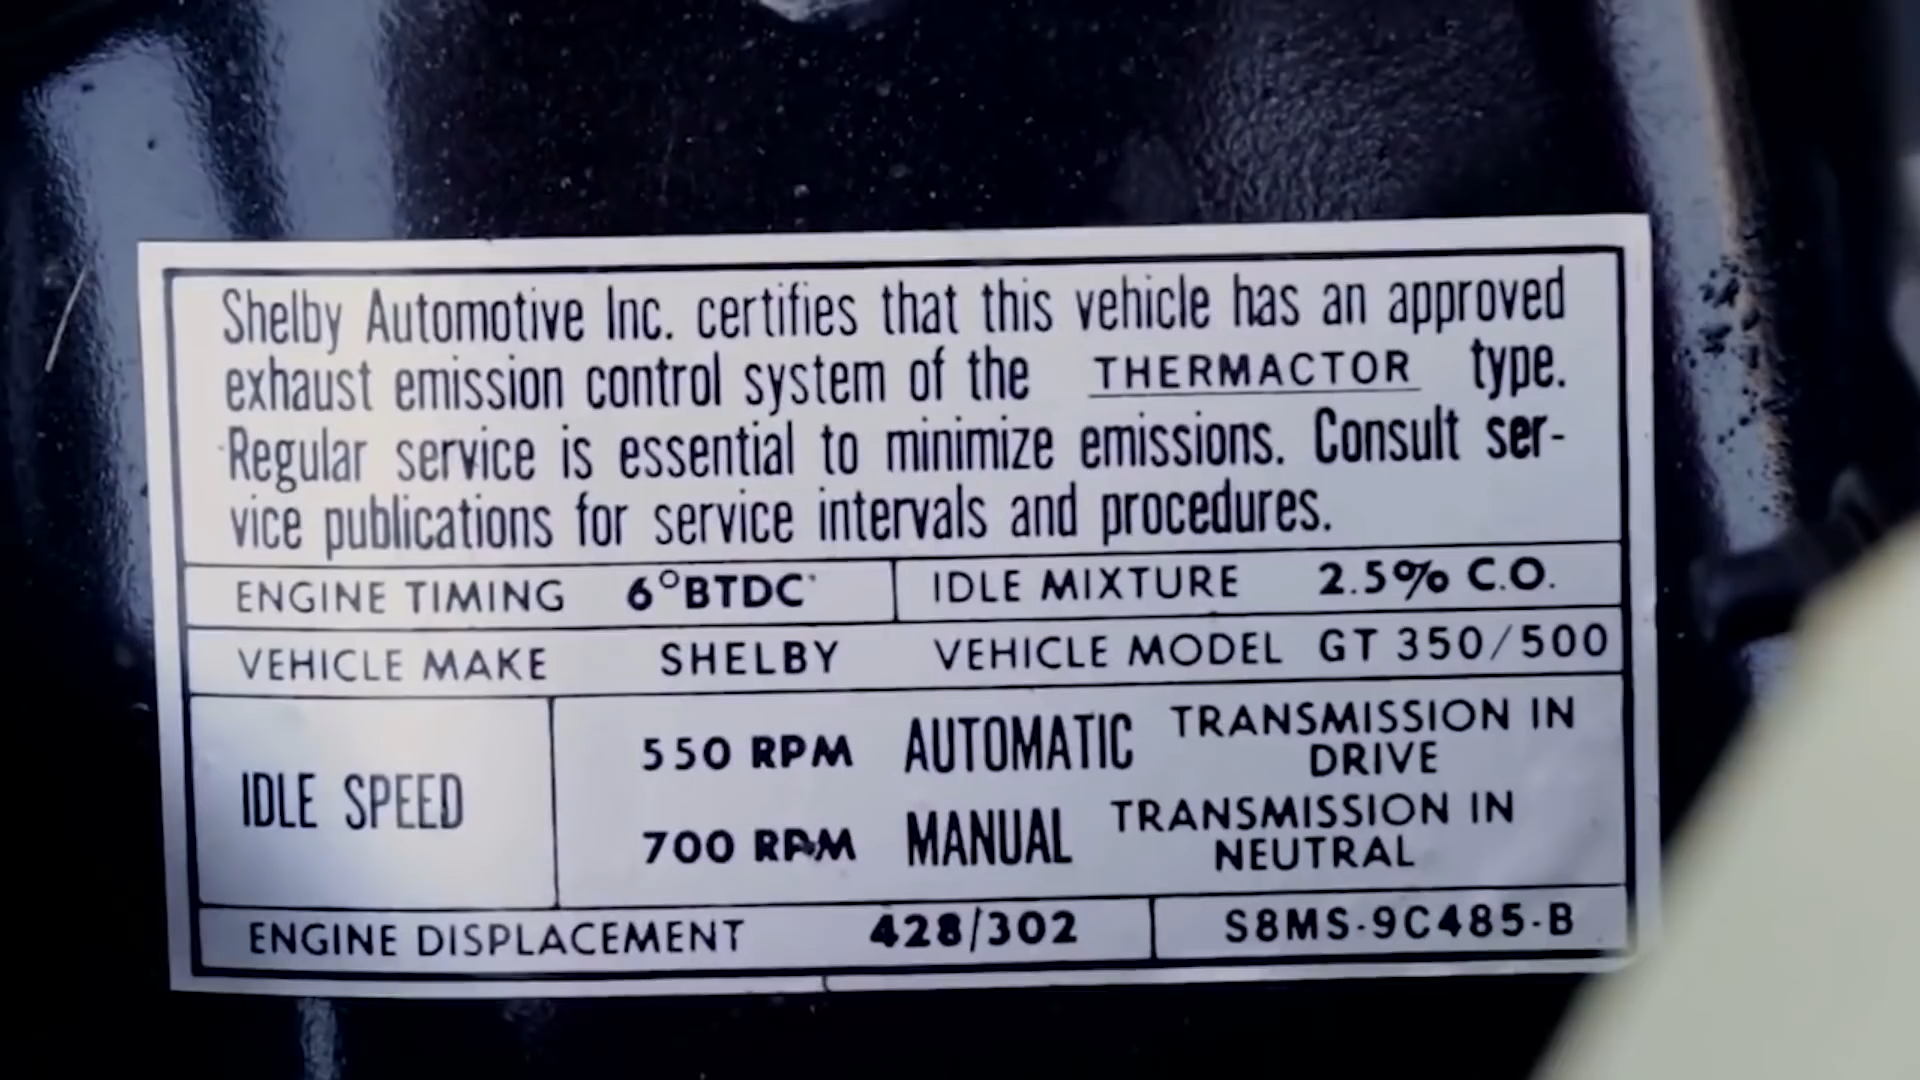 Shelby Automotive Inc. certifies that this vehicle has an approved
exhaust emission control system of the THERMACTOR type.
Regular service is essential to minimize emissions. Consult ser-
vice publications for service intervals and procedures.
ENGINE TIMING 6°BTDC IDLE MIXTURE 2.5% C.O.
VEHICLE MAKE SHELBY VEHICLE MODEL GT 350/500
IDLE SPEED
550 RPM AUTOMATIC TRANSMISSION IN
DRIVE
700 RPM MANUAL TRANSMISSION IN
NEUTRAL
ENGINE DISPLACEMENT 428/302 S8MS-9C485-B